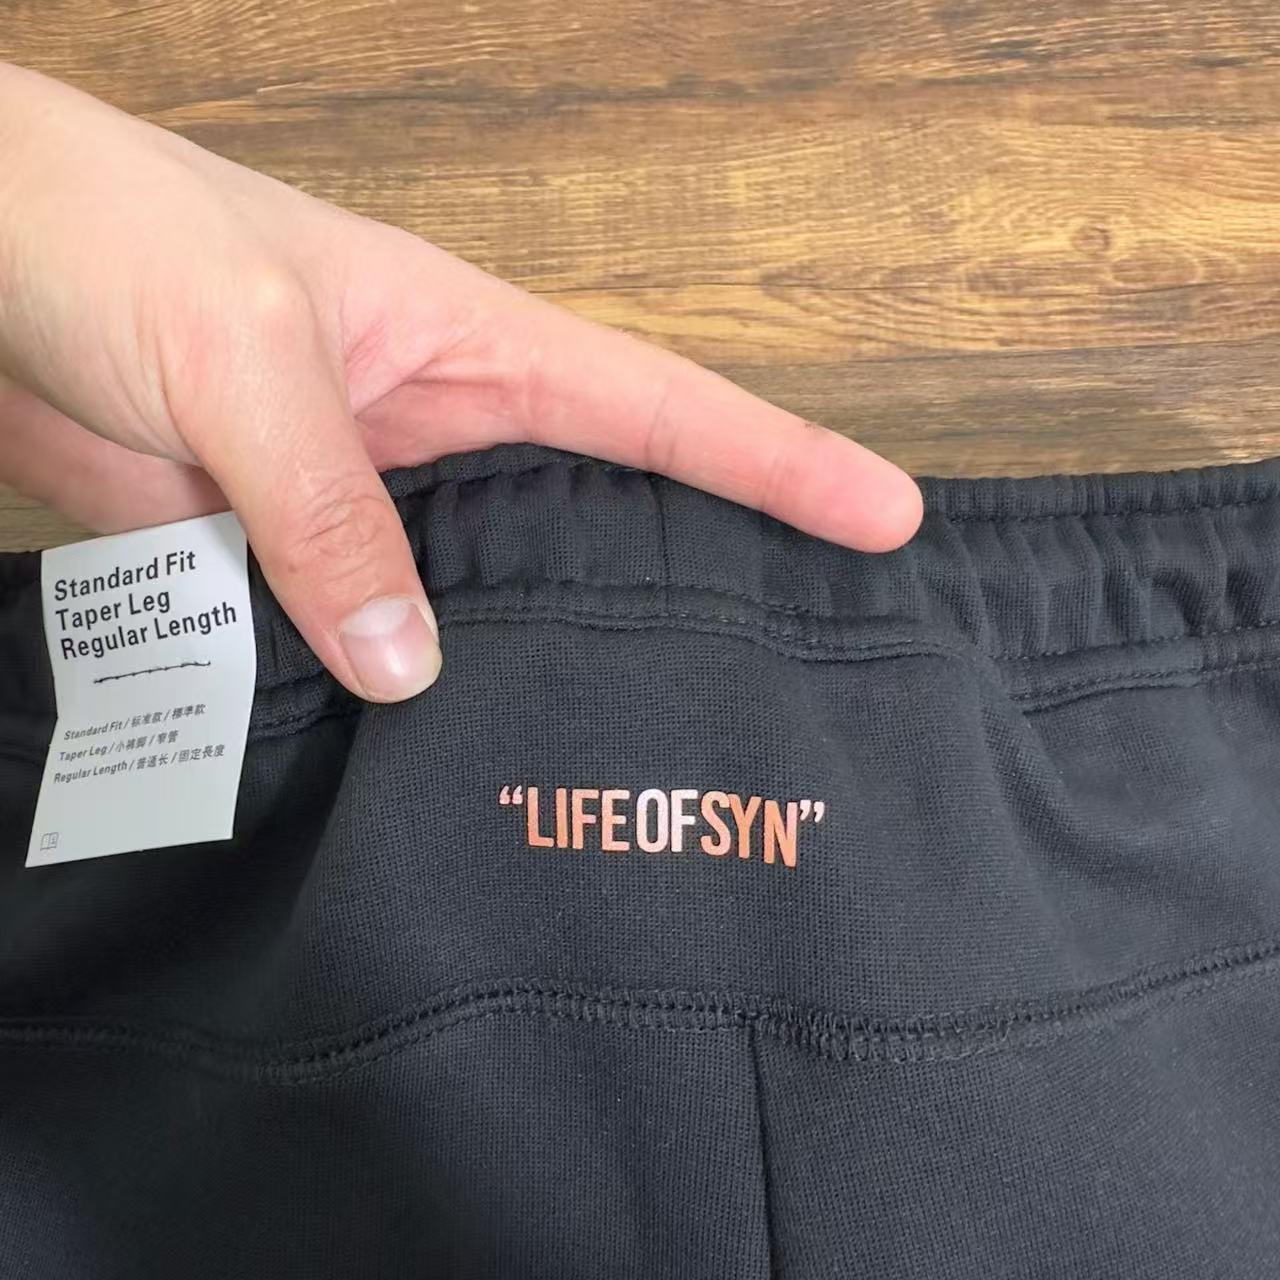 Standard Fit
Taper Leg
Regular Length
Standard Fit / 标准款 / 標準款
Taper Leg / 小裤脚 / 窄管
Regular Length / 普通长 / 固定長度
“LIFEOFSYN”